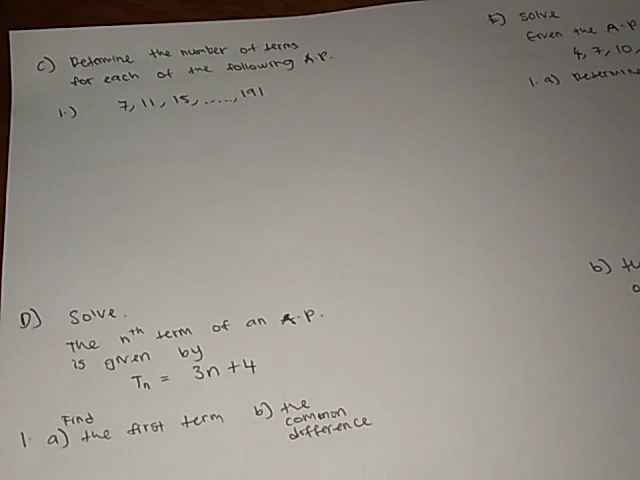 C) Determine the number of terms
for each of the following A.P.
1.) 7, 11, 15, ....., 191
D) Solve.
The nth term of an A.P.
is given by
Tn = 3n + 4
Find
1. a) the first term b) the
common
difference
E) Solve
Given the A.P
4, 7, 10,
1. a) Determine
b)